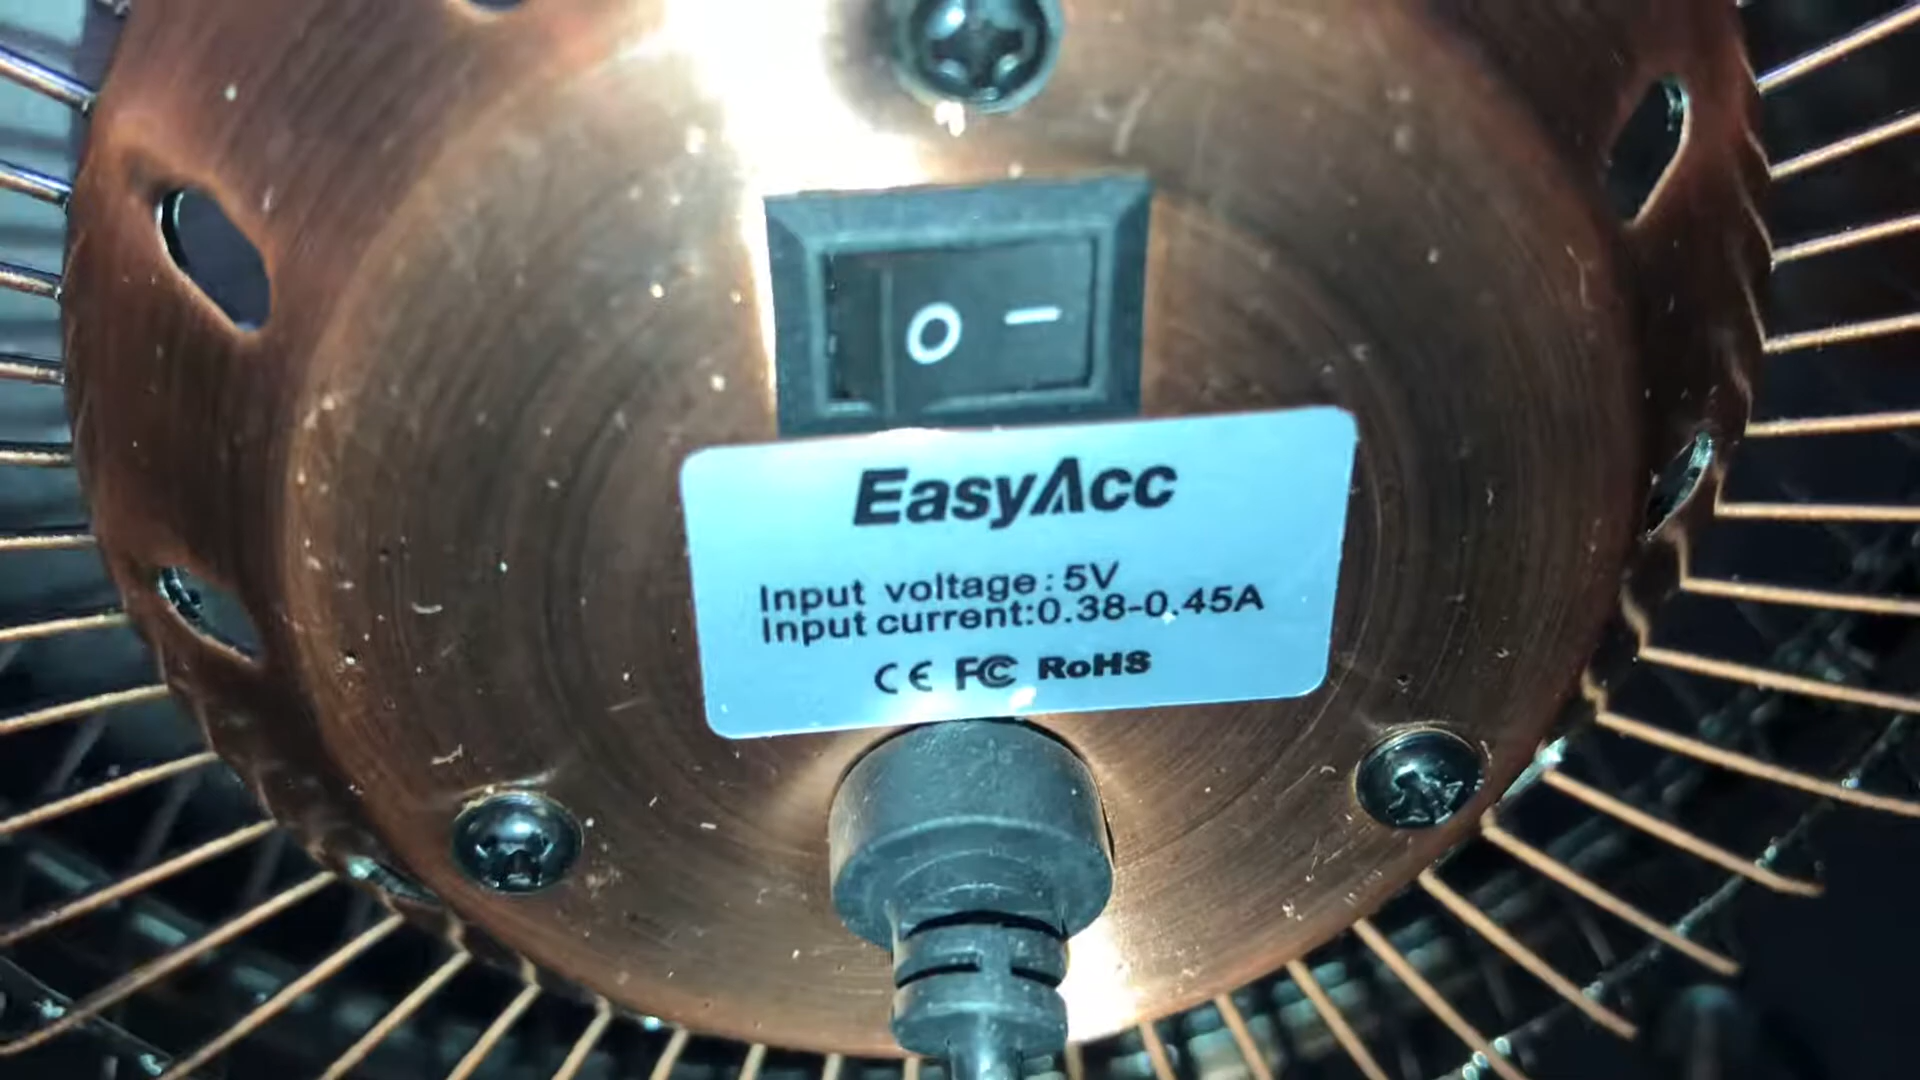 O —
EasyAcc
Input voltage:5V
Input current:0.38-0.45A
CE FC RoHS